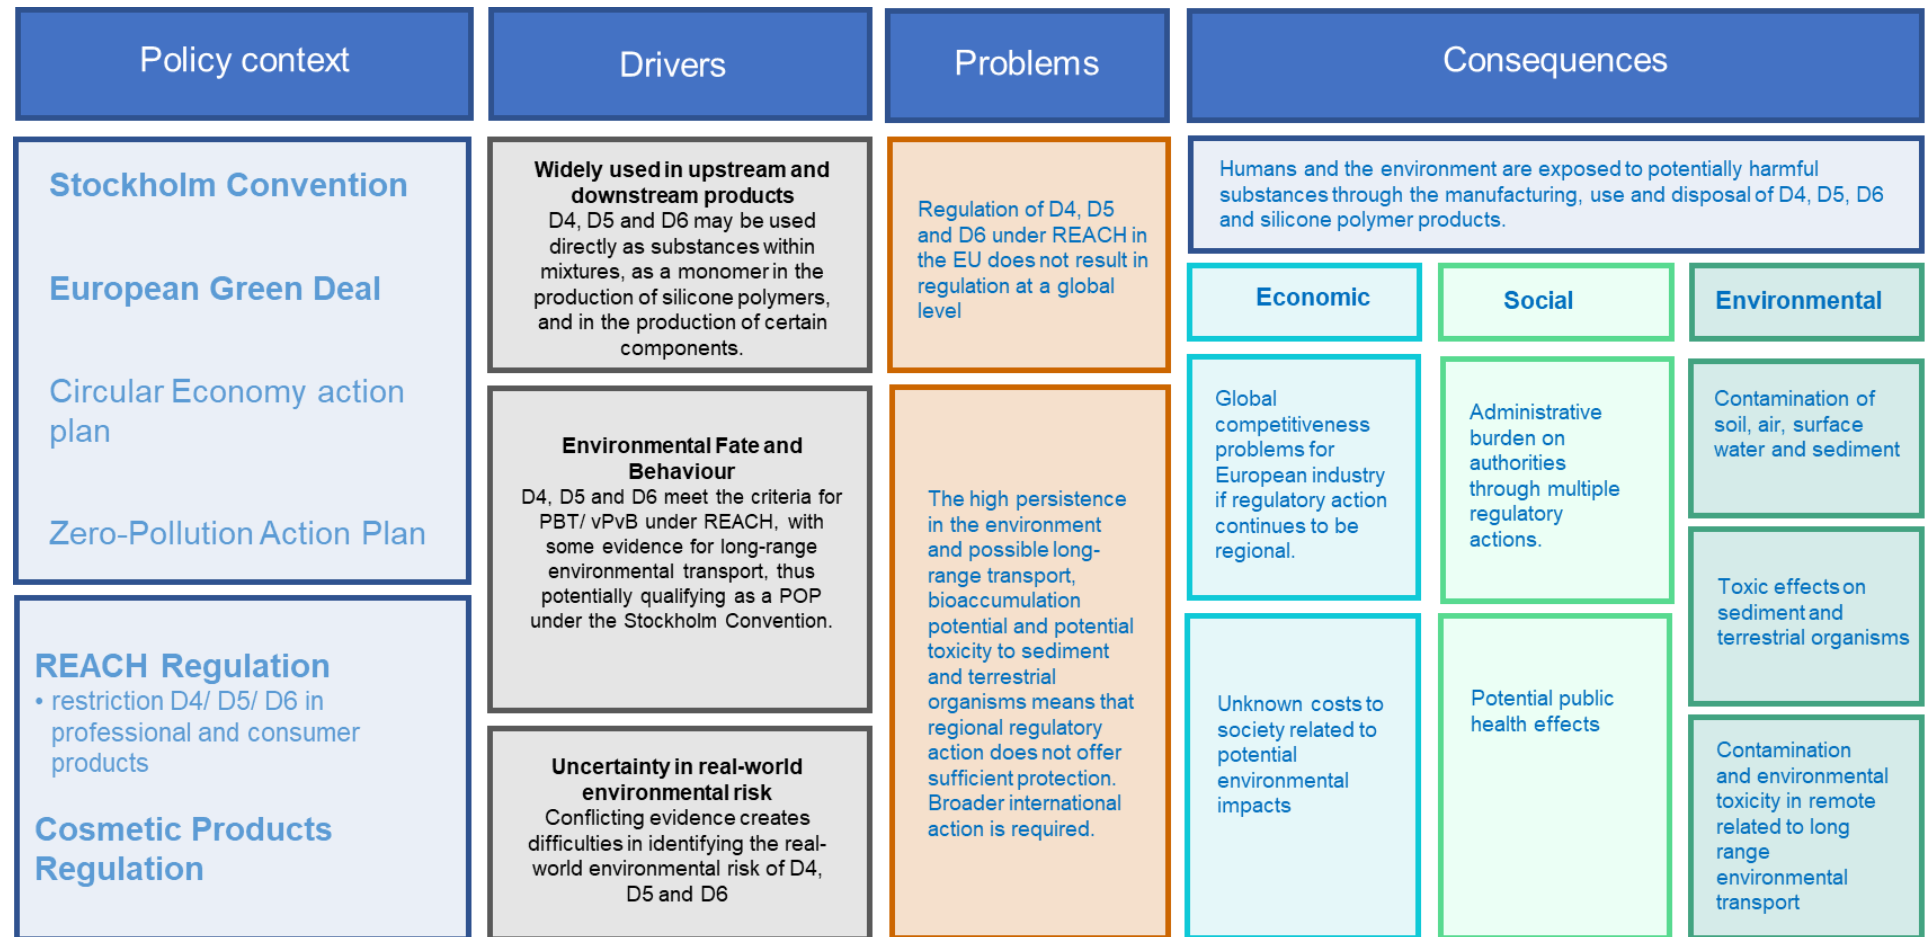 Policy context
Stockholm Convention
European Green Deal
Circular Economy action
plan
Zero-Pollution Action Plan
REACH Regulation
• restriction D4/ D5/ D6 in
professional and consumer
products
Cosmetic Products
Regulation
Drivers
Widely used in upstream and
downstream products
D4, D5 and D6 may be used
directly as substances within
mixtures, as a monomer in the
production of silicone polymers,
and in the production of certain
components.
Environmental Fate and
Behaviour
D4, D5 and D6 meet the criteria for
PBT/ vPvB under REACH, with
some evidence for long-range
environmental transport, thus
potentially qualifying as a POP
under the Stockholm Convention.
Uncertainty in real-world
environmental risk
Conflicting evidence creates
difficulties in identifying the real-
world environmental risk of D4,
D5 and D6
Problems
Regulation of D4, D5
and D6 under REACH in
the EU does not result in
regulation at a global
level
The high persistence
in the environment
and possible long-
range transport,
bioaccumulation
potential and potential
toxicity to sediment
and terrestrial
organisms means that
regional regulatory
action does not offer
sufficient protection.
Broader international
action is required.
Consequences
Humans and the environment are exposed to potentially harmful
substances through the manufacturing, use and disposal of D4, D5, D6
and silicone polymer products.
Economic
Global
competitiveness
problems for
European industry
if regulatory action
continues to be
regional.
Unknown costs to
society related to
potential
environmental
impacts
Social
Administrative
burden on
authorities
through multiple
regulatory
actions.
Potential public
health effects
Environmental
Contamination of
soil, air, surface
water and sediment
Toxic effects on
sediment and
terrestrial organisms
Contamination
and environmental
toxicity in remote
related to long
range
environmental
transport